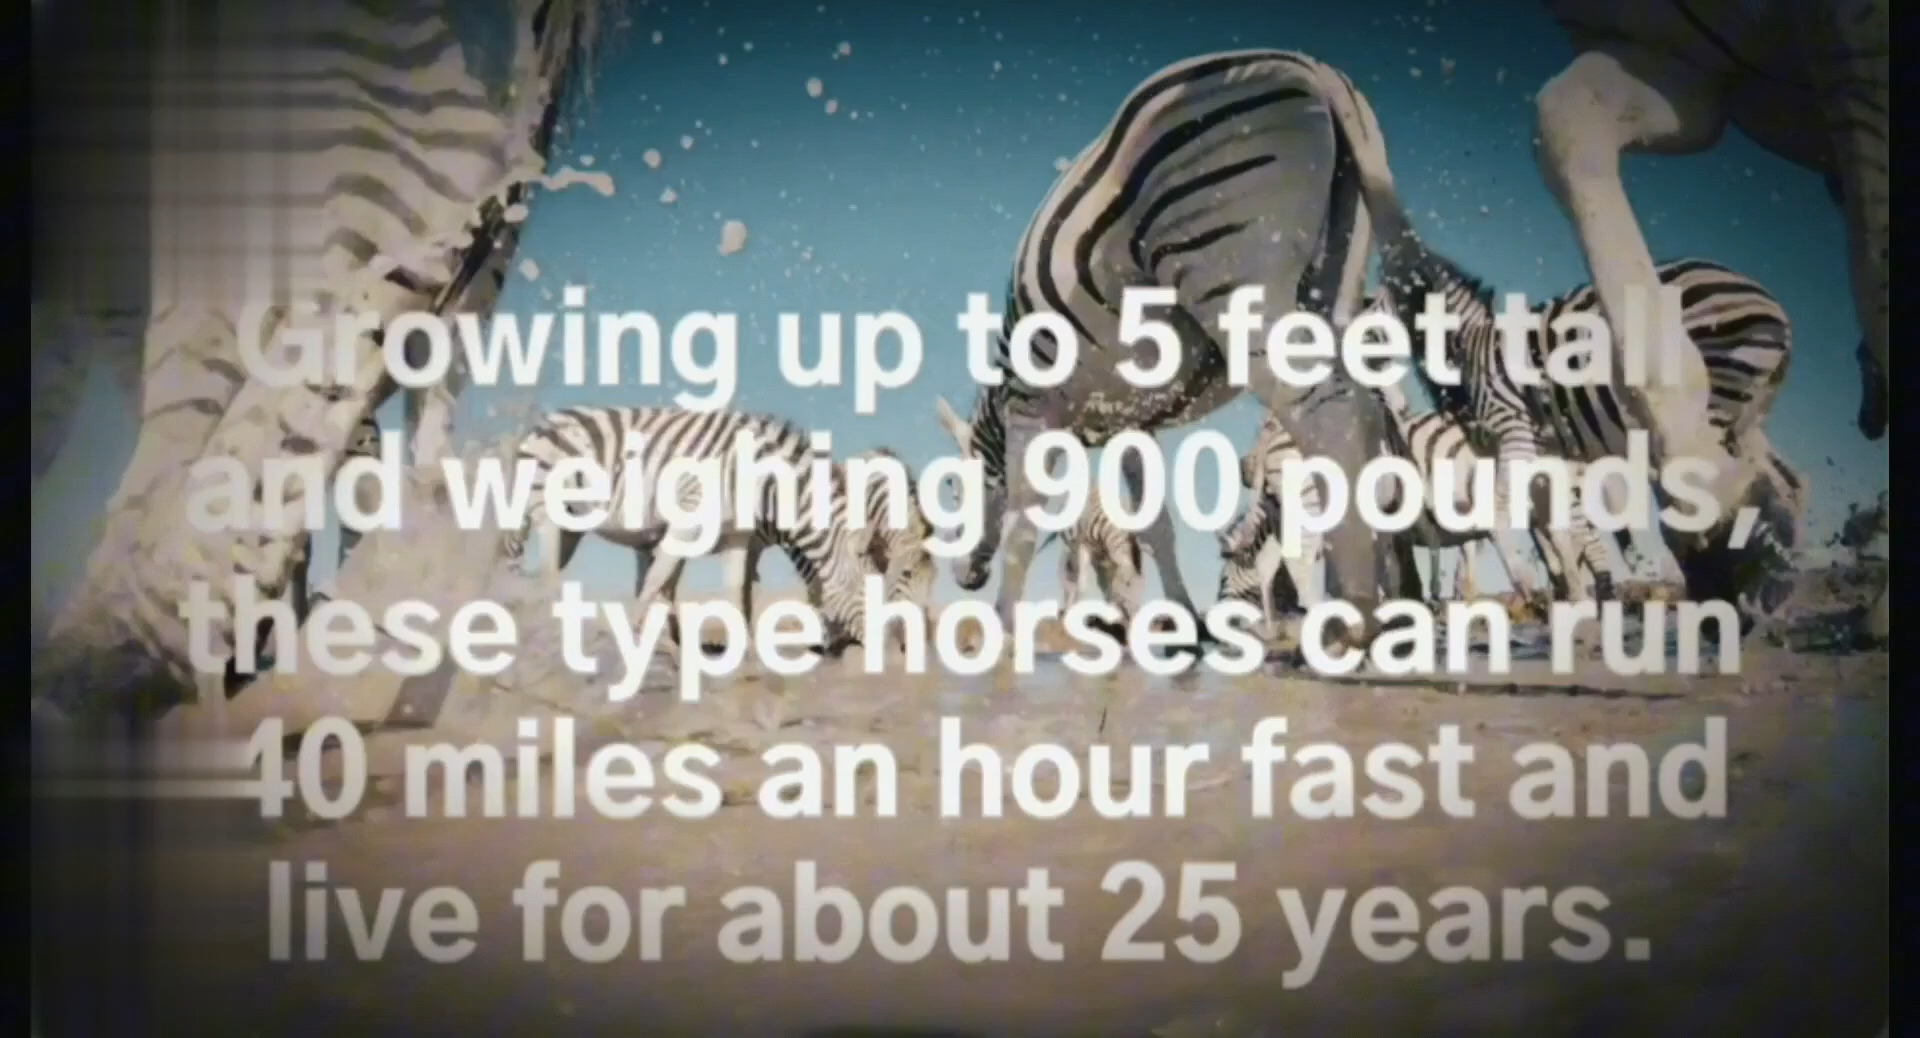 Growing up to 5 feet tall
and weighing 900 pounds,
these type horses can run
40 miles an hour fast and
live for about 25 years.